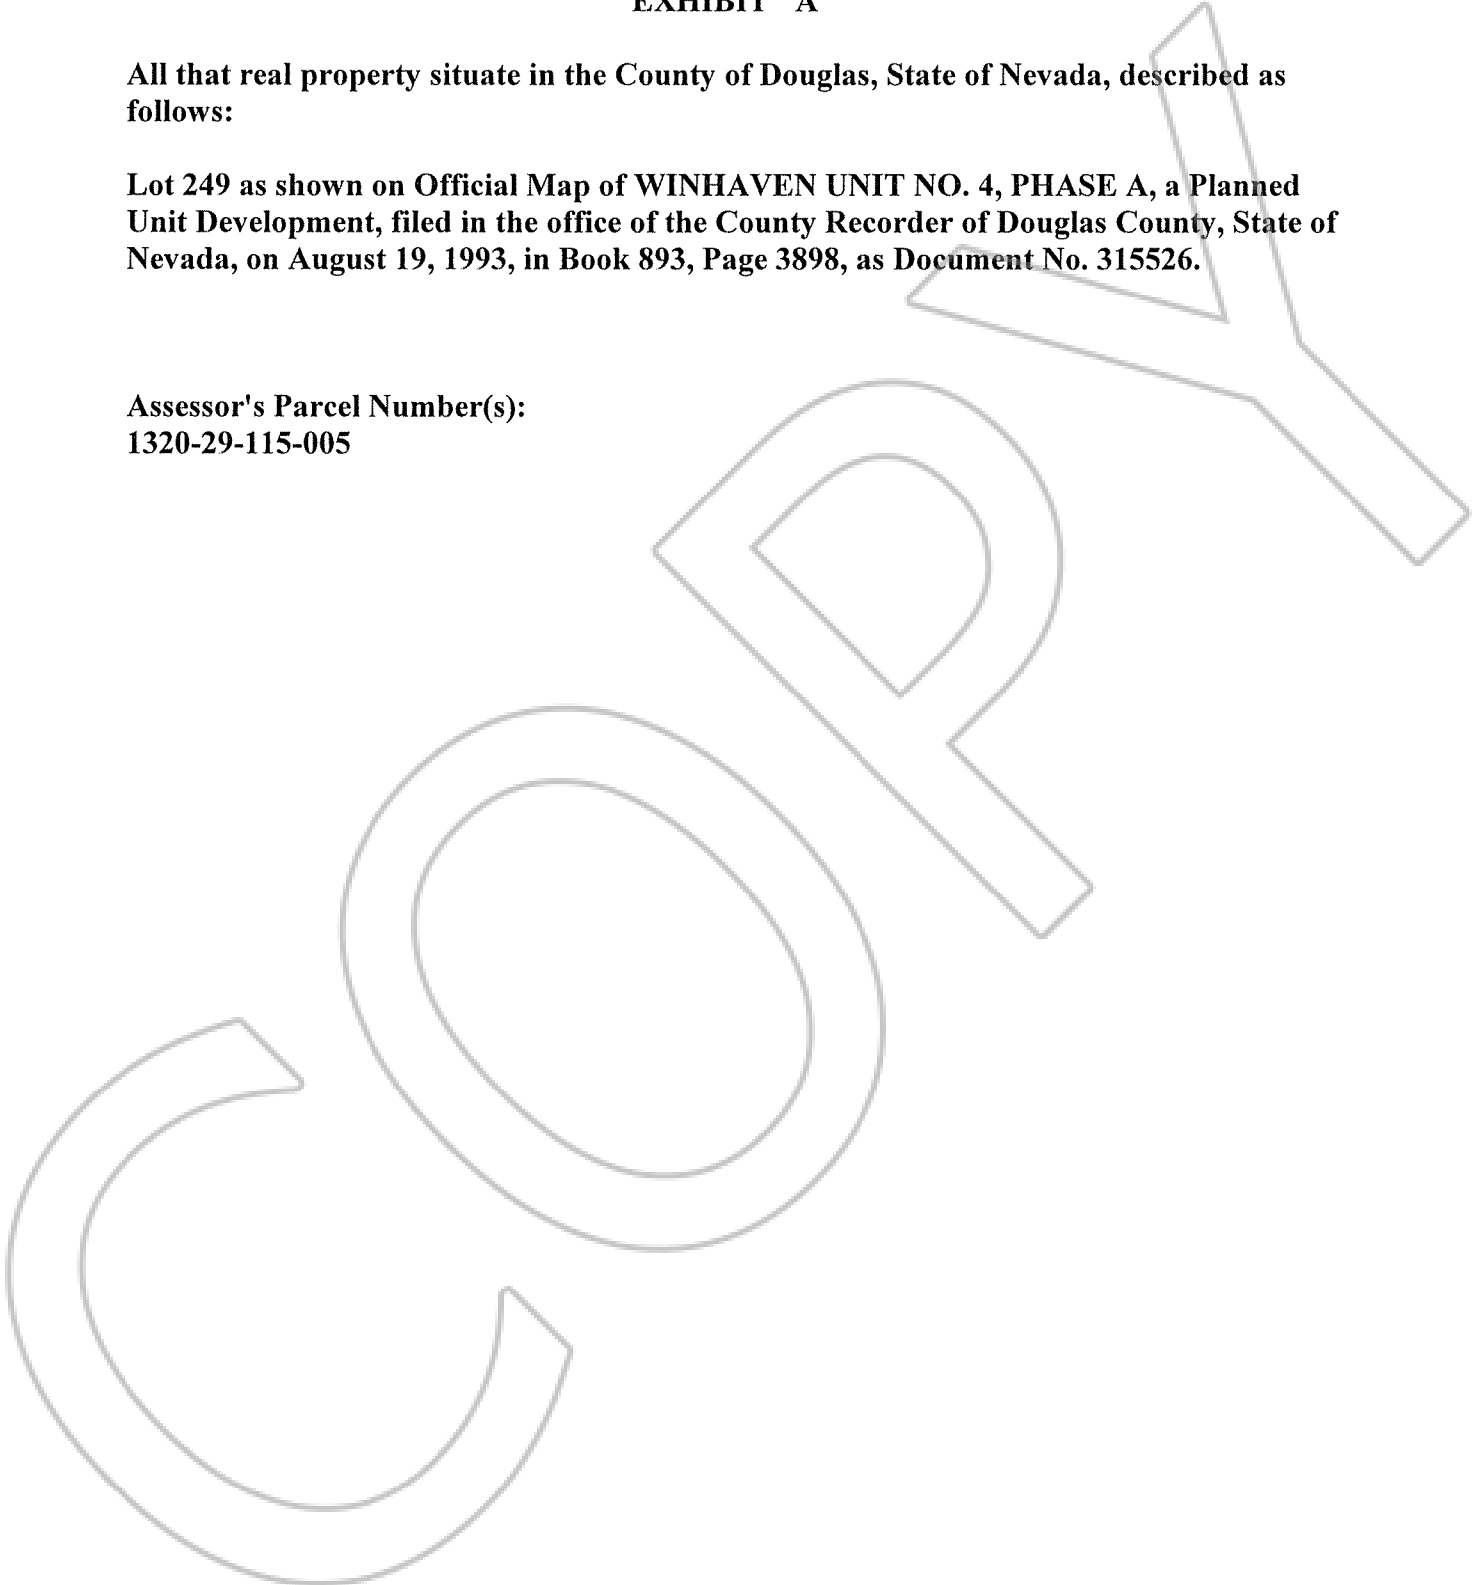 EXHIBIT A
All that real property situate in the County of Douglas, State of Nevada, described as
follows:
Lot 249 as shown on Official Map of WINHAVEN UNIT NO. 4, PHASE A, a Planned
Unit Development, filed in the office of the County Recorder of Douglas County, State of
Nevada, on August 19, 1993, in Book 893, Page 3898, as Document No. 315526.
Assessor's Parcel Number(s):
1320-29-115-005
COPY